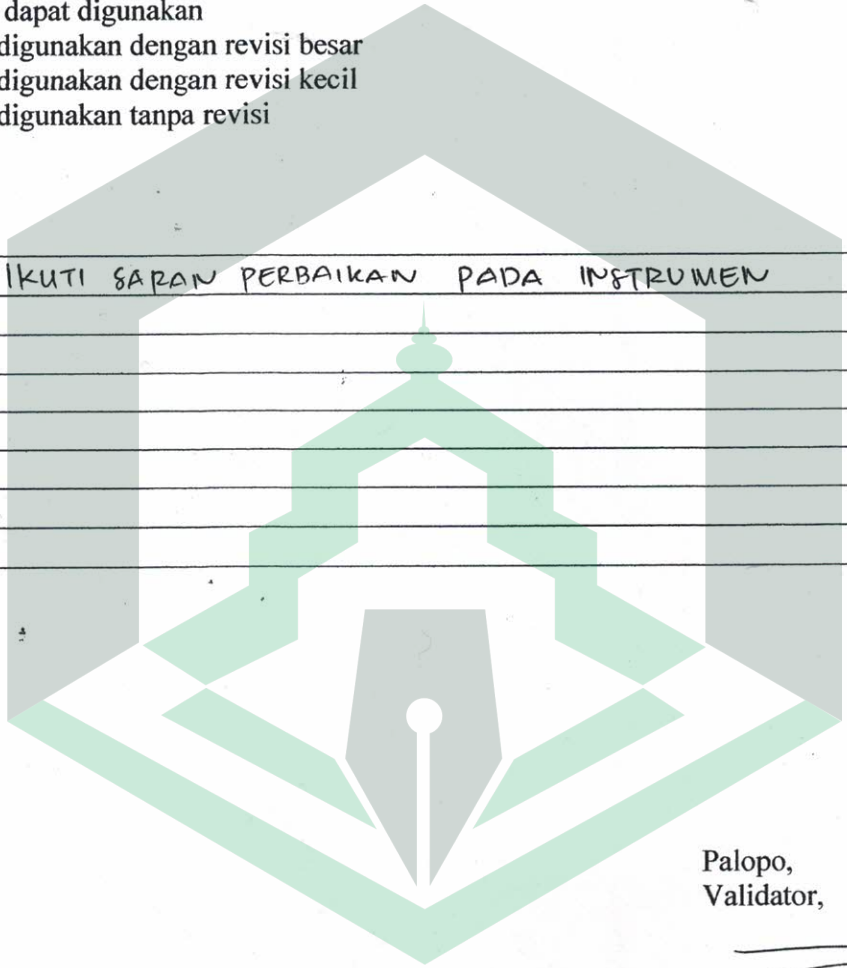 dapat digunakan
digunakan dengan revisi besar
digunakan dengan revisi kecil
digunakan tanpa revisi
IKUTI SARAN PERBAIKAN PADA INSTRUMEN
Palopo,
Validator,